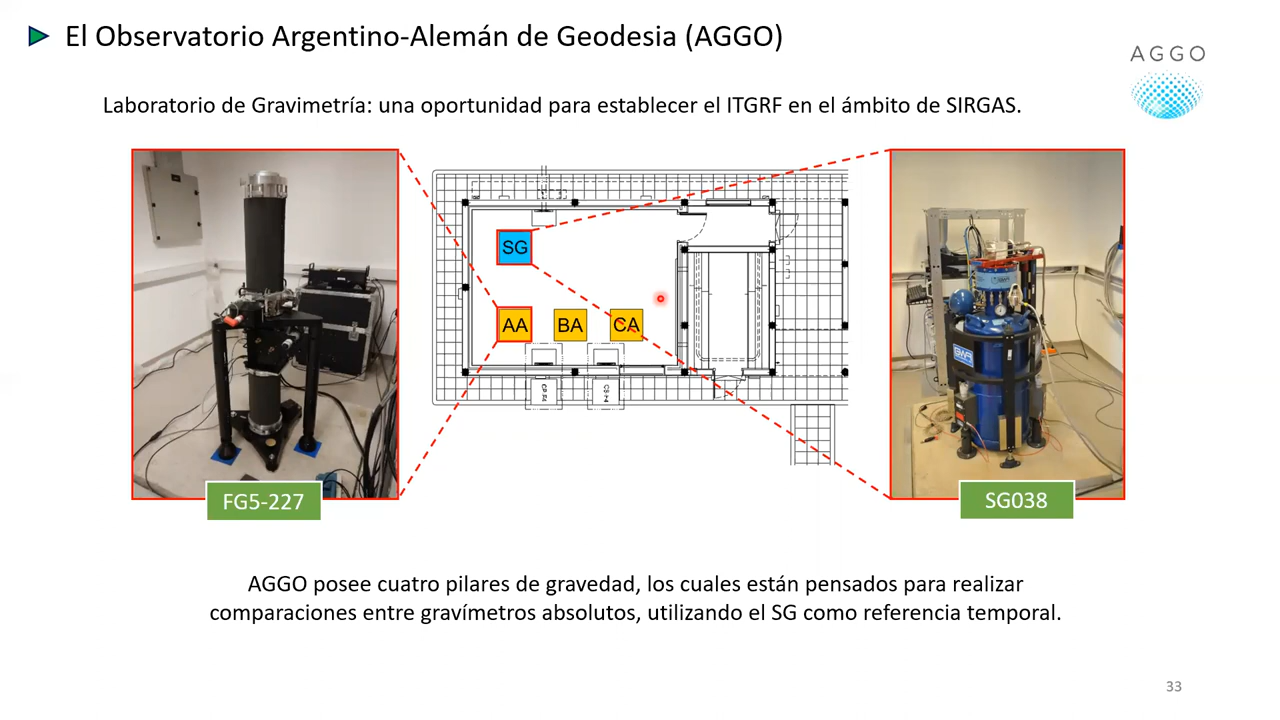 El Observatorio Argentino-Alemán de Geodesia (AGGO)
AGGO
Laboratorio de Gravimetría: una oportunidad para establecer el ITGRF en el ámbito de SIRGAS.
SG
AA
BA
CA
GWR
FG5-227
SG038
AGGO posee cuatro pilares de gravedad, los cuales están pensados para realizar
comparaciones entre gravímetros absolutos, utilizando el SG como referencia temporal.
33